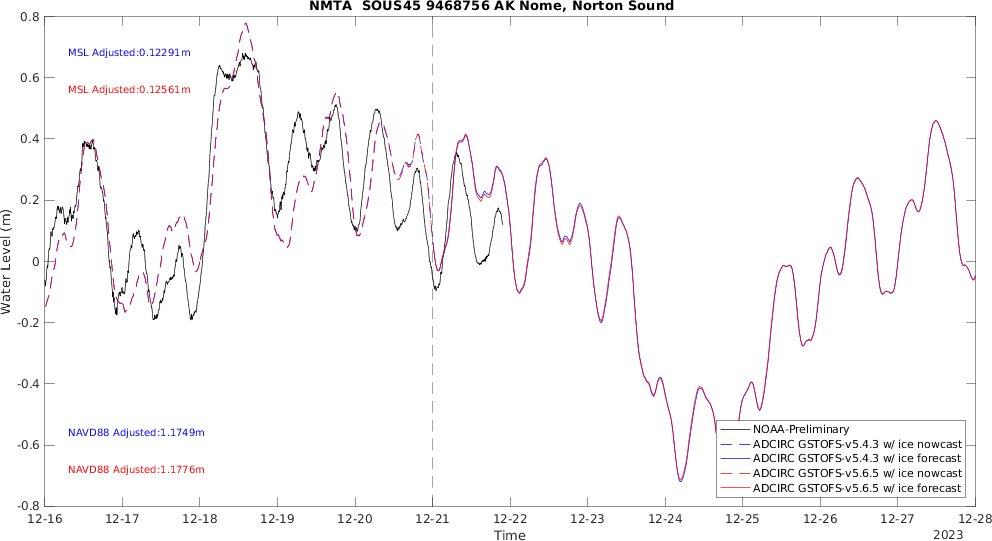 NMTA SOUS45 9468756 AK Nome, Norton Sound
0.8
0.6
0.4
0.2
0
-0.2
-0.4
-0.6
-0.8
Water Level (m)
MSL Adjusted:0.12291m
MSL Adjusted:0.12561m
NAVD88 Adjusted:1.1749m
NAVD88 Adjusted:1.1776m
NOAA-Preliminary
ADCIRC GSTOFS-v5.4.3 w/ ice nowcast
ADCIRC GSTOFS-v5.4.3 w/ ice forecast
ADCIRC GSTOFS-v5.6.5 w/ ice nowcast
ADCIRC GSTOFS-v5.6.5 w/ ice forecast
12-16 12-17 12-18 12-19 12-20 12-21 12-22 12-23 12-24 12-25 12-26 12-27 12-28
Time
2023